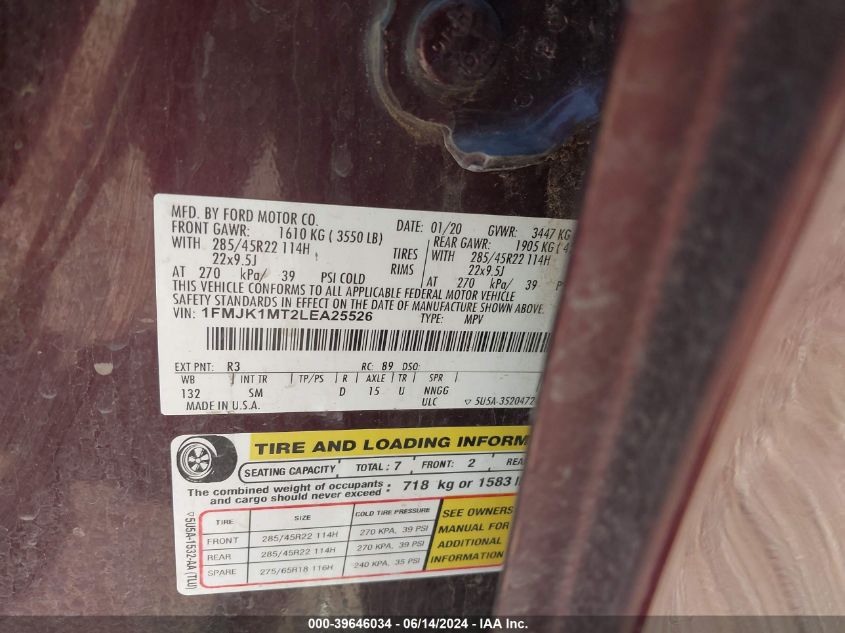 MFD. BY FORD MOTOR CO.
DATE: 01/20 GVWR: 3447 KG
FRONT GAWR: 1610 KG ( 3550 LB) REAR GAWR: 1905 KG ( 4
WITH 285/45R22 114H TIRES WITH 285/45R22 114H
22x9.5J RIMS 22x9.5J
AT 270 kPa/ 39 PSI COLD AT 270 kPa/ 39 P
THIS VEHICLE CONFORMS TO ALL APPLICABLE FEDERAL MOTOR VEHICLE
SAFETY STANDARDS IN EFFECT ON THE DATE OF MANUFACTURE SHOWN ABOVE.
VIN: 1FMJK1MT2LEA25526 TYPE: MPV
EXT PNT: R3 RC: 89 DSO:
WB INT TR TP/PS R AXLE TR SPR
132 SM D 15 U NNGG
MADE IN U.S.A. ULC ▽ 5U5A-3520472
TIRE AND LOADING INFORM
SEATING CAPACITY TOTAL : 7 FRONT: 2 REA
The combined weight of occupants : 718 kg or 1583 l
and cargo should never exceed
TIRE SIZE COLD TIRE PRESSURE
FRONT 285/45R22 114H 270 KPA, 39 PSI
REAR 285/45R22 114H 270 KPA, 39 PSI
SPARE 275/65R18 116H 240 KPA, 35 PSI
SEE OWNERS
MANUAL FOR
ADDITIONAL
INFORMATION
▽5U5A-1532-AA (TLU)
000-39646034 - 06/14/2024 - IAA Inc.